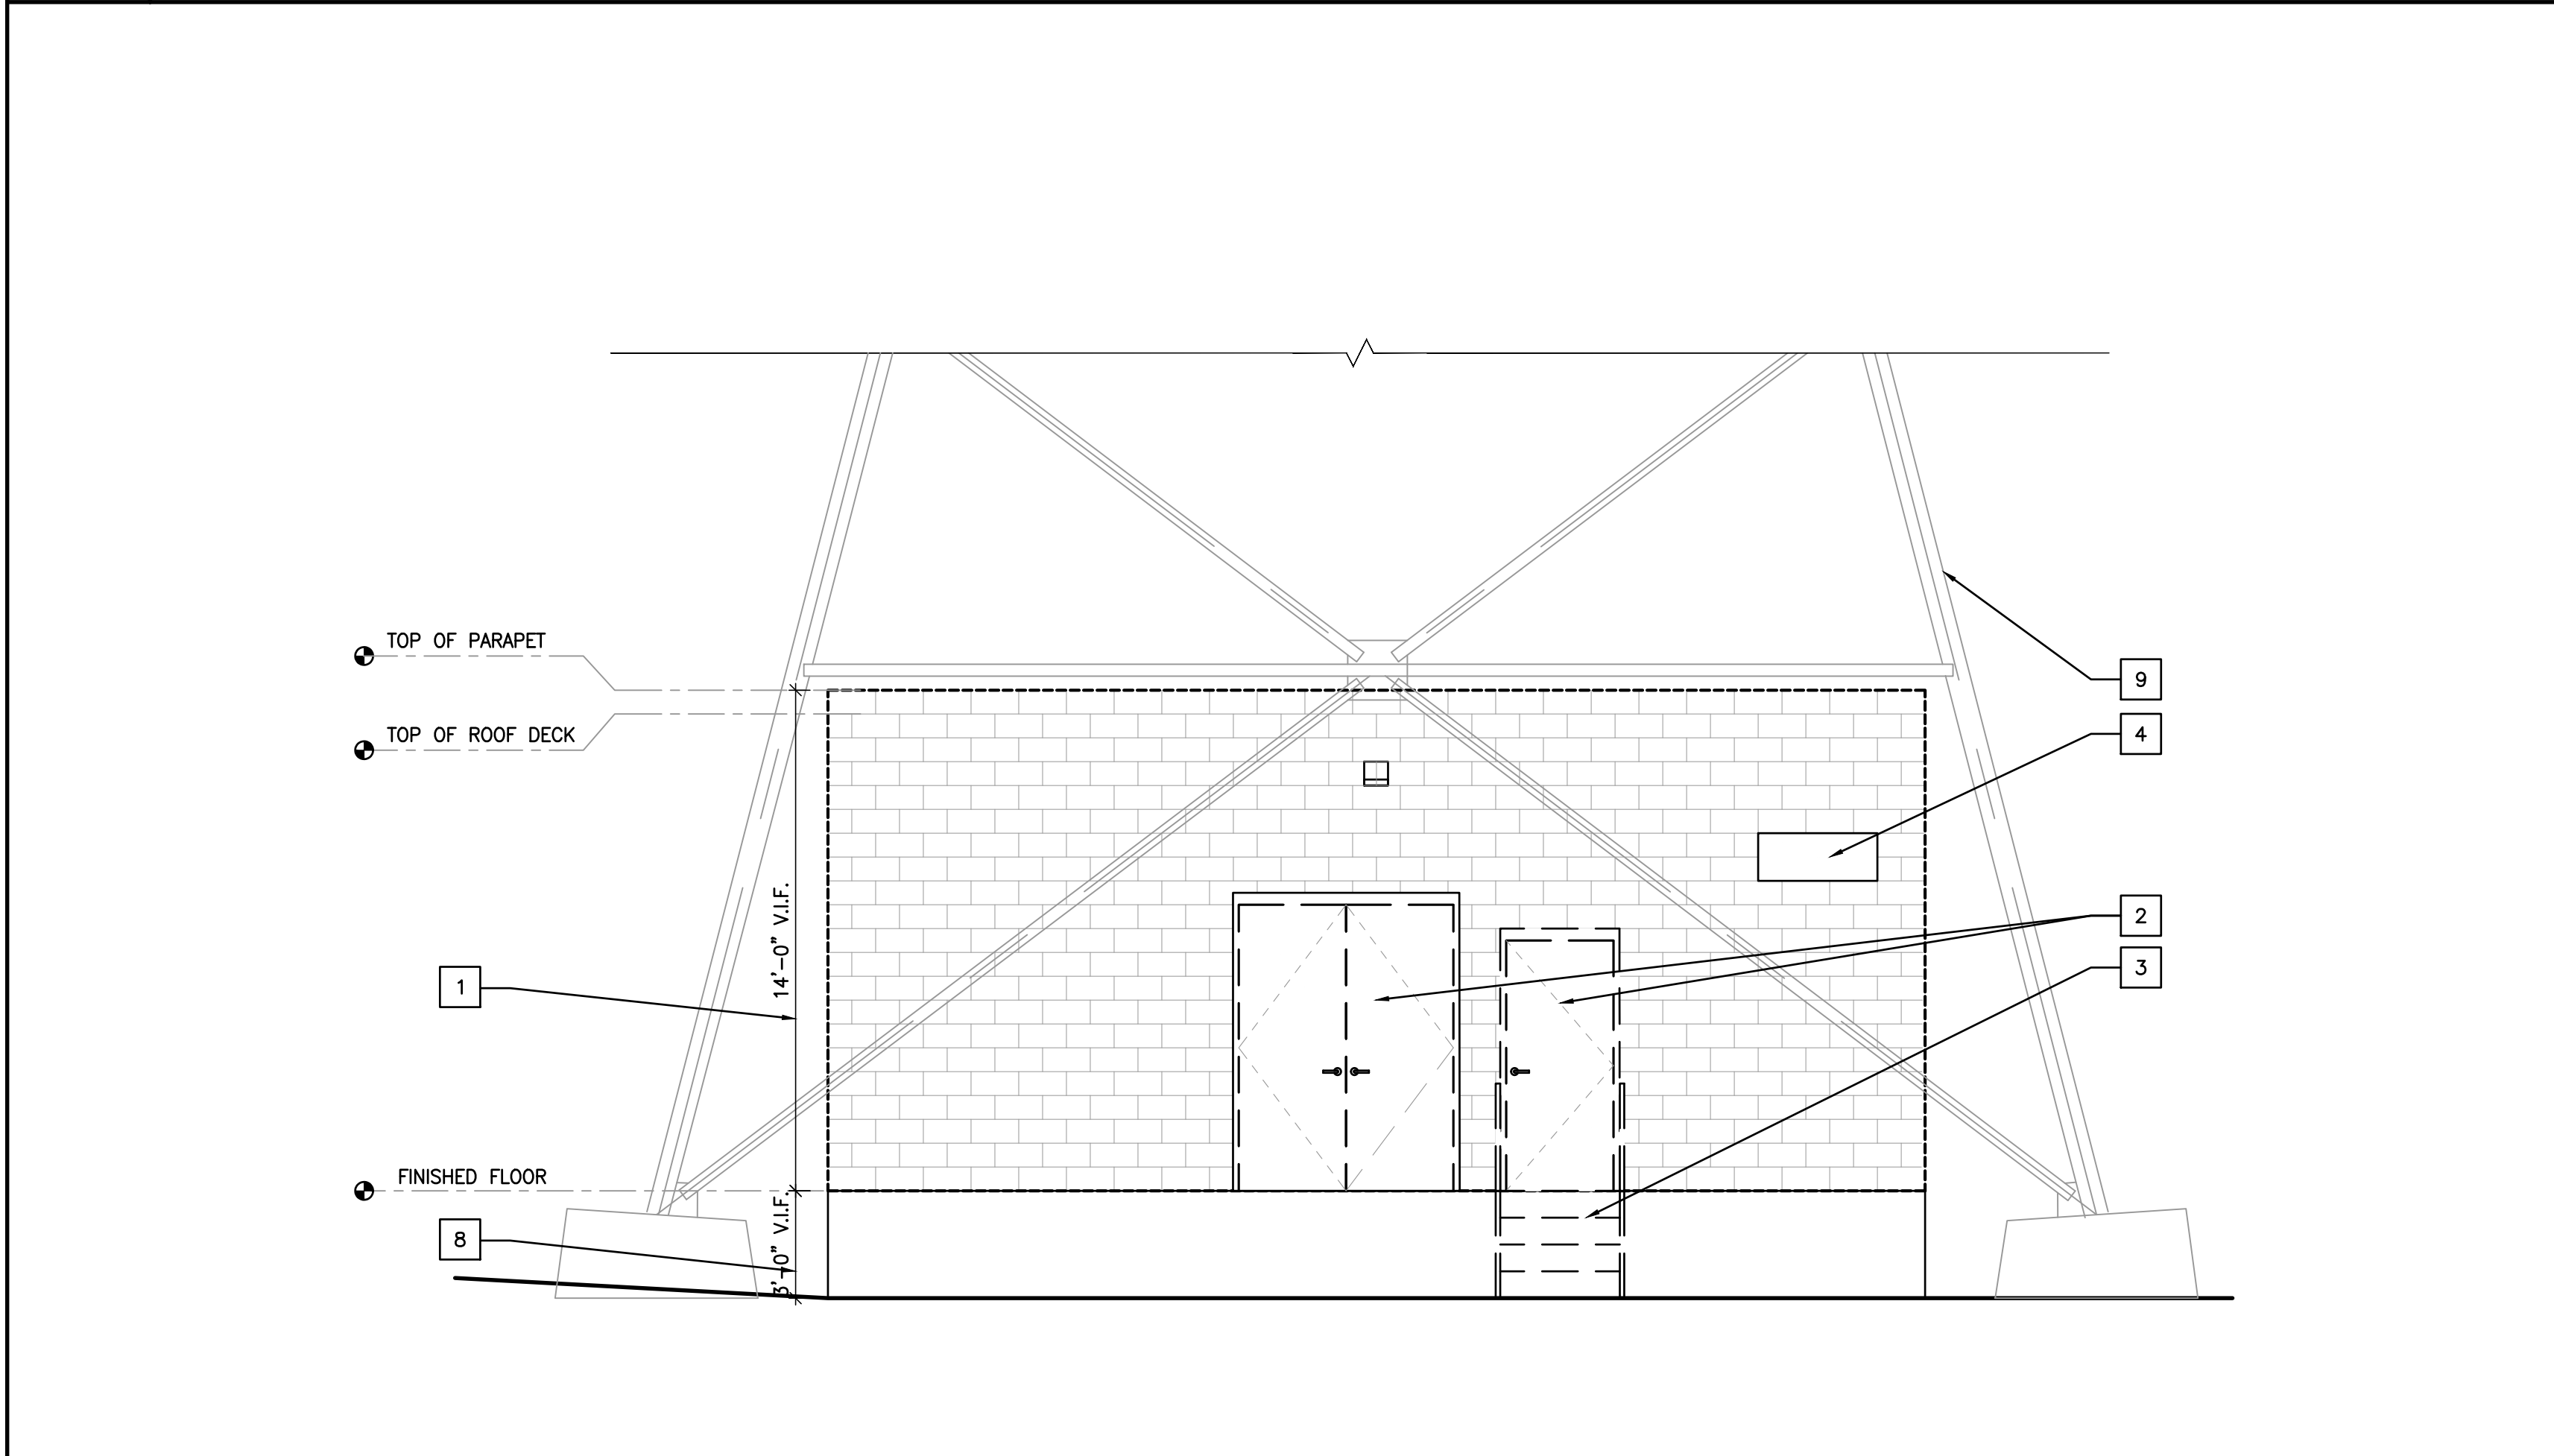 TOP OF PARAPET
9
4
TOP OF ROOF DECK
14'-0" V.I.F.
2
3
1
FINISHED FLOOR
3'-0" V.I.F.
8